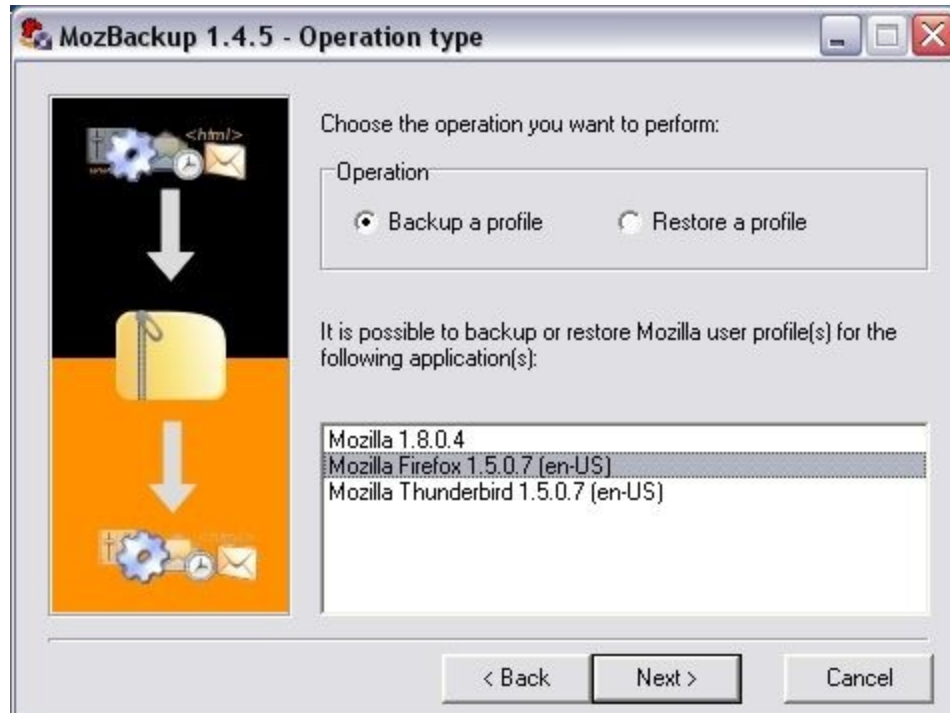 MozBackup 1.4.5 - Operation type
<html>
Choose the operation you want to perform:
Operation
Backup a profile
Restore a profile
It is possible to backup or restore Mozilla user profile(s) for the
following application(s):
Mozilla 1.8.0.4
Mozilla Firefox 1.5.0.7 (en-US)
Mozilla Thunderbird 1.5.0.7 (en-US)
< Back
Next >
Cancel